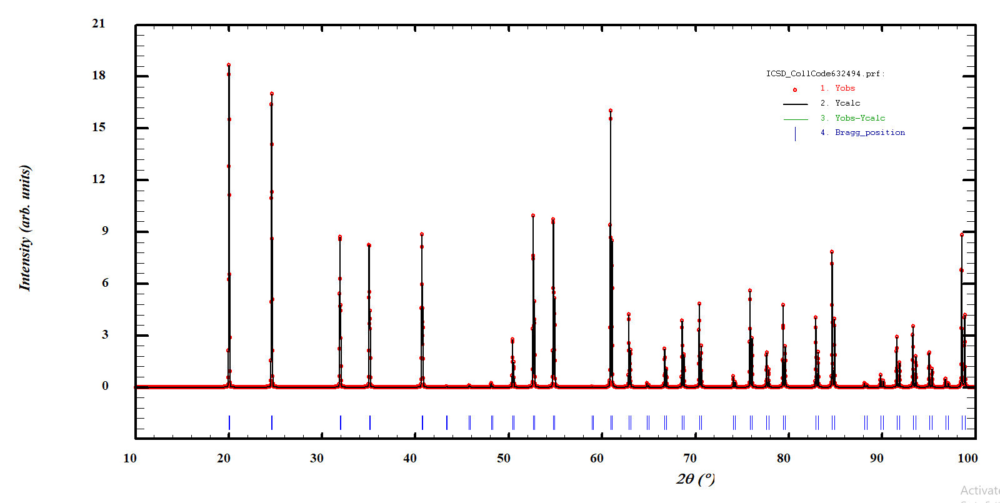 21
18
15
12
9
6
3
0
Intensity (arb. units)
ICSD_CollCode632494.prf:
1. Yobs
2. Ycalc
3. Yobs-Ycalc
4. Bragg_position
10 20 30 40 50 60 70 80 90 100
2θ (°)
Activate